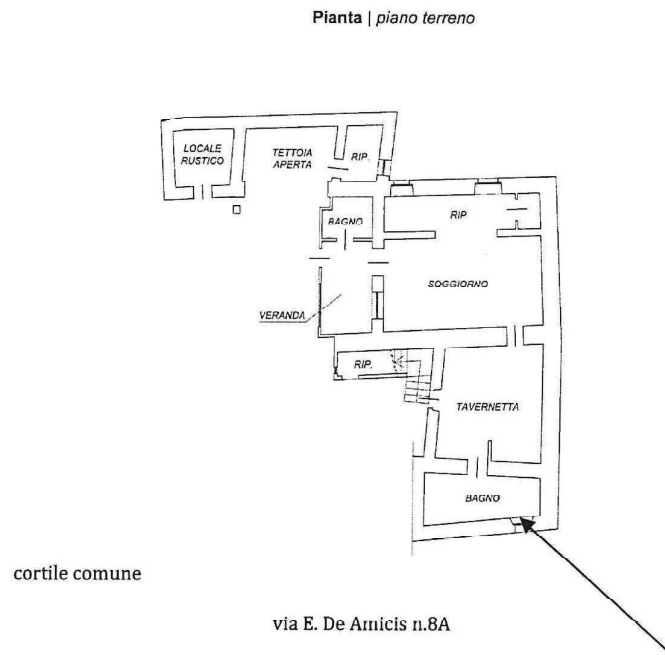 Pianta | piano terreno
LOCALE
RUSTICO
TETTOIA
APERTA
RIP.
BAGNO
RIP
SOGGIORNO
VERANDA
RIP.
TAVERNETTA
BAGNO
cortile comune
via E. De Amicis n.8A